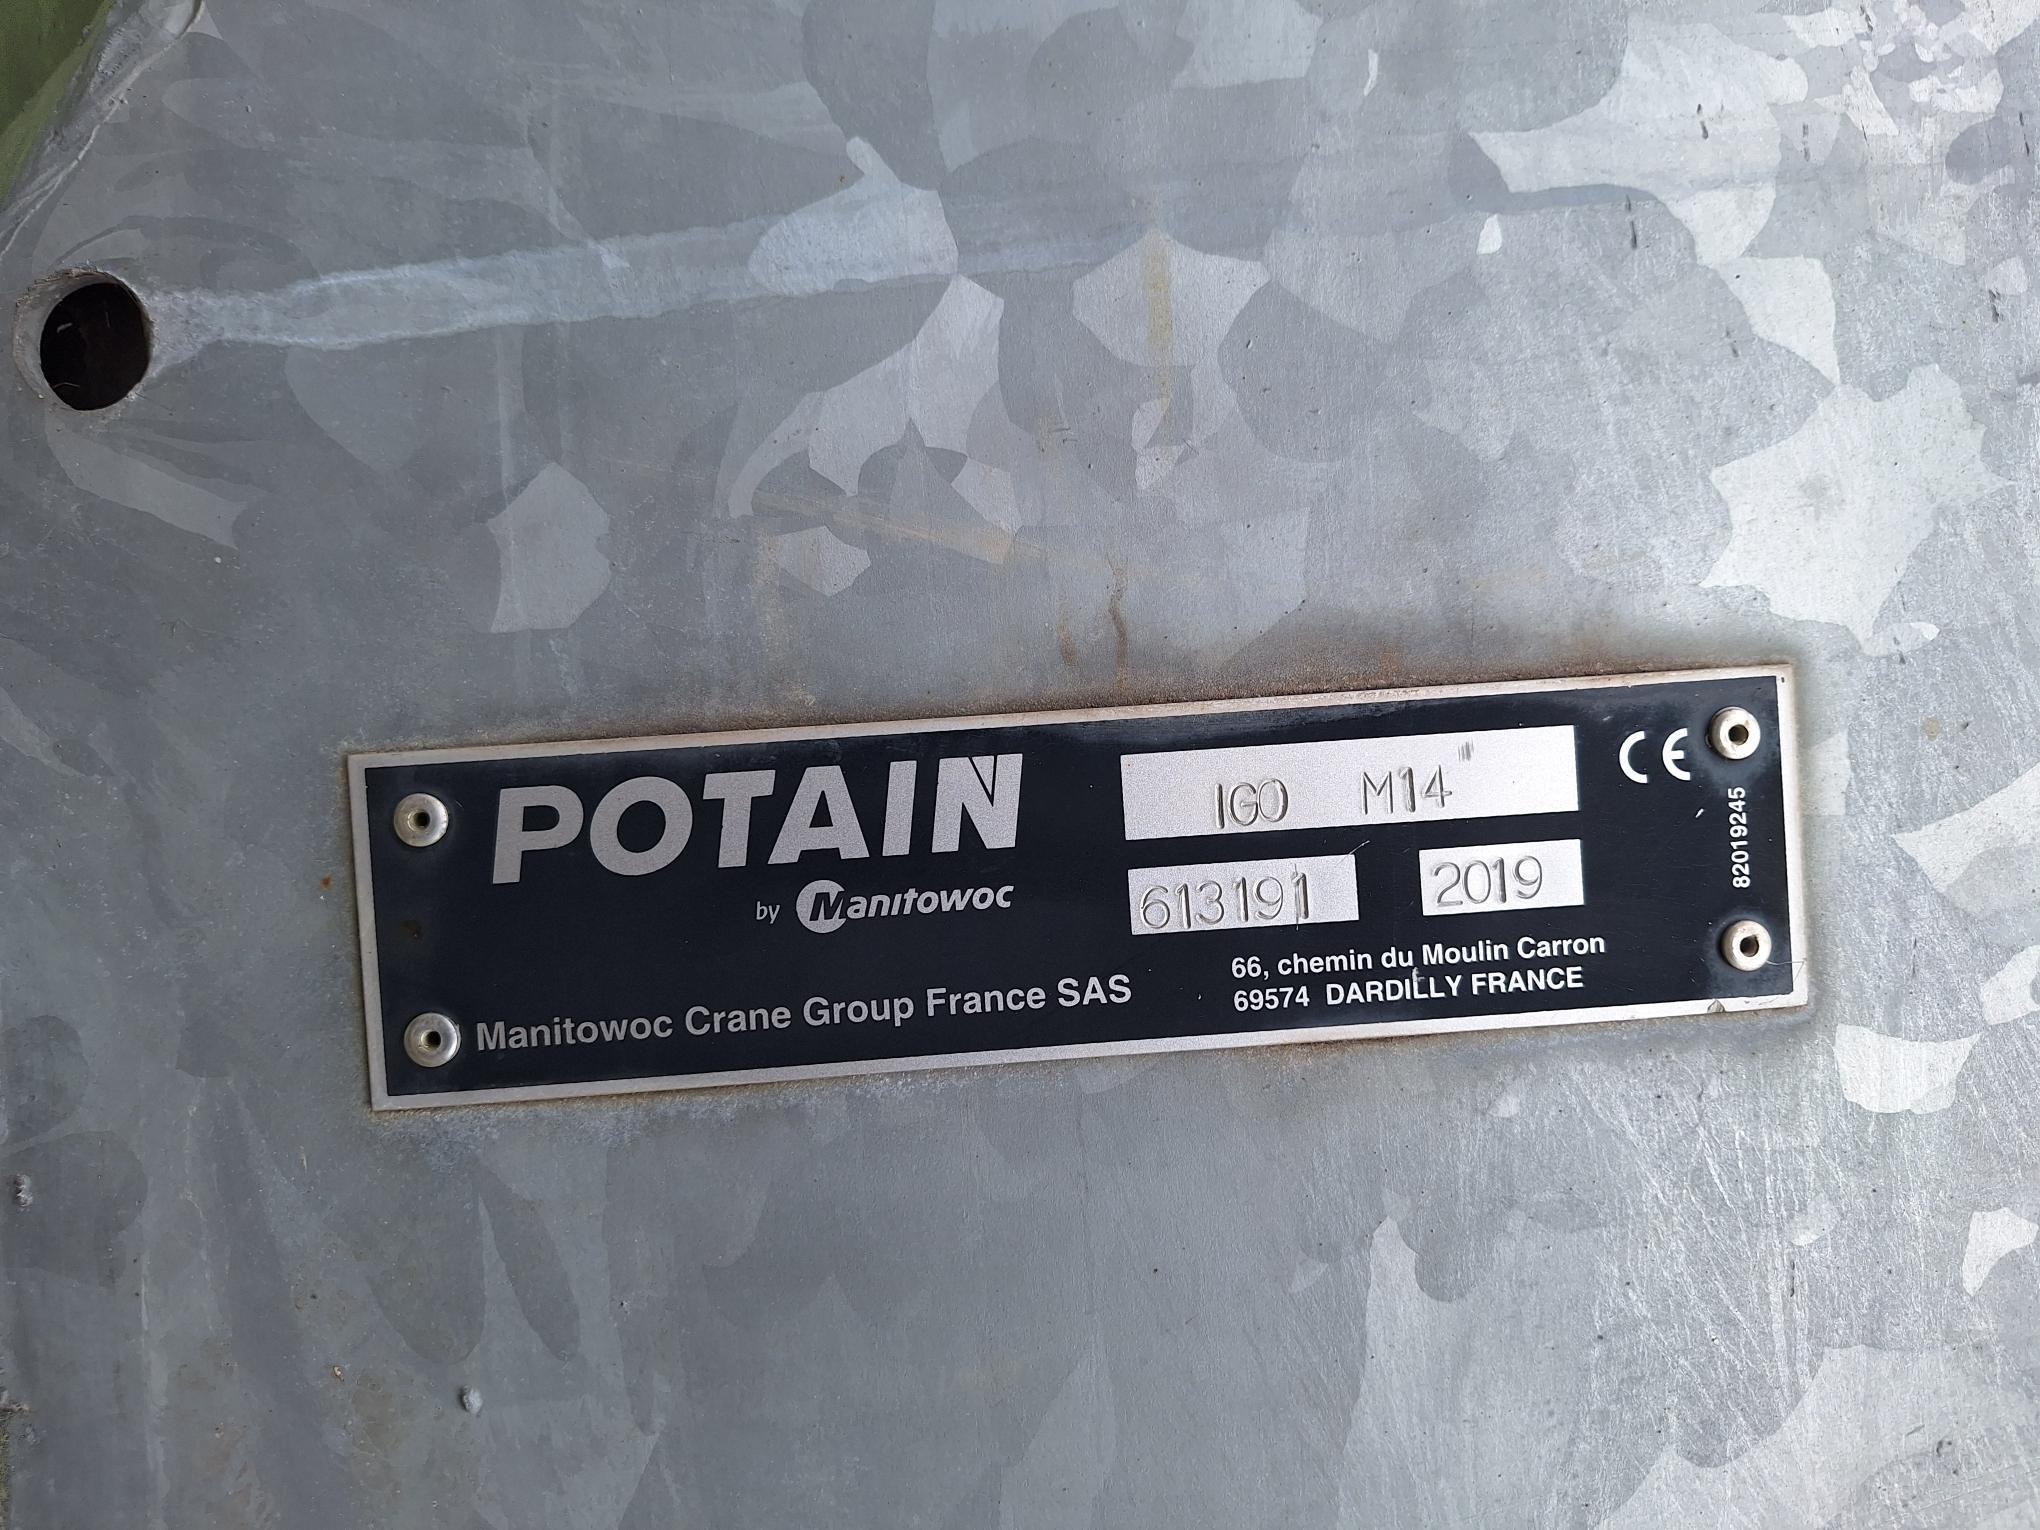 POTAIN
by Manitowoc
IGO M14"
613191 2019
CE
82019245
Manitowoc Crane Group France SAS
66, chemin du Moulin Carron
69574 DARDILLY FRANCE